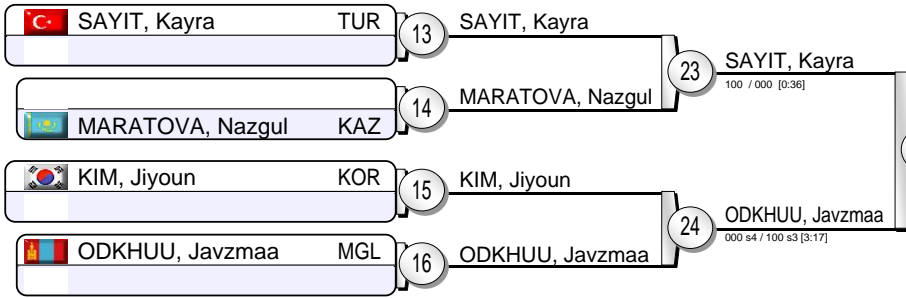 SAYIT, Kayra TUR
13
SAYIT, Kayra
23
SAYIT, Kayra
100 / 000 [0:36]
14
MARATOVA, Nazgul
MARATOVA, Nazgul KAZ
KIM, Jiyoun KOR
15
KIM, Jiyoun
24
ODKHUU, Javzmaa
000 s4 / 100 s3 [3:17]
ODKHUU, Javzmaa MGL
16
ODKHUU, Javzmaa